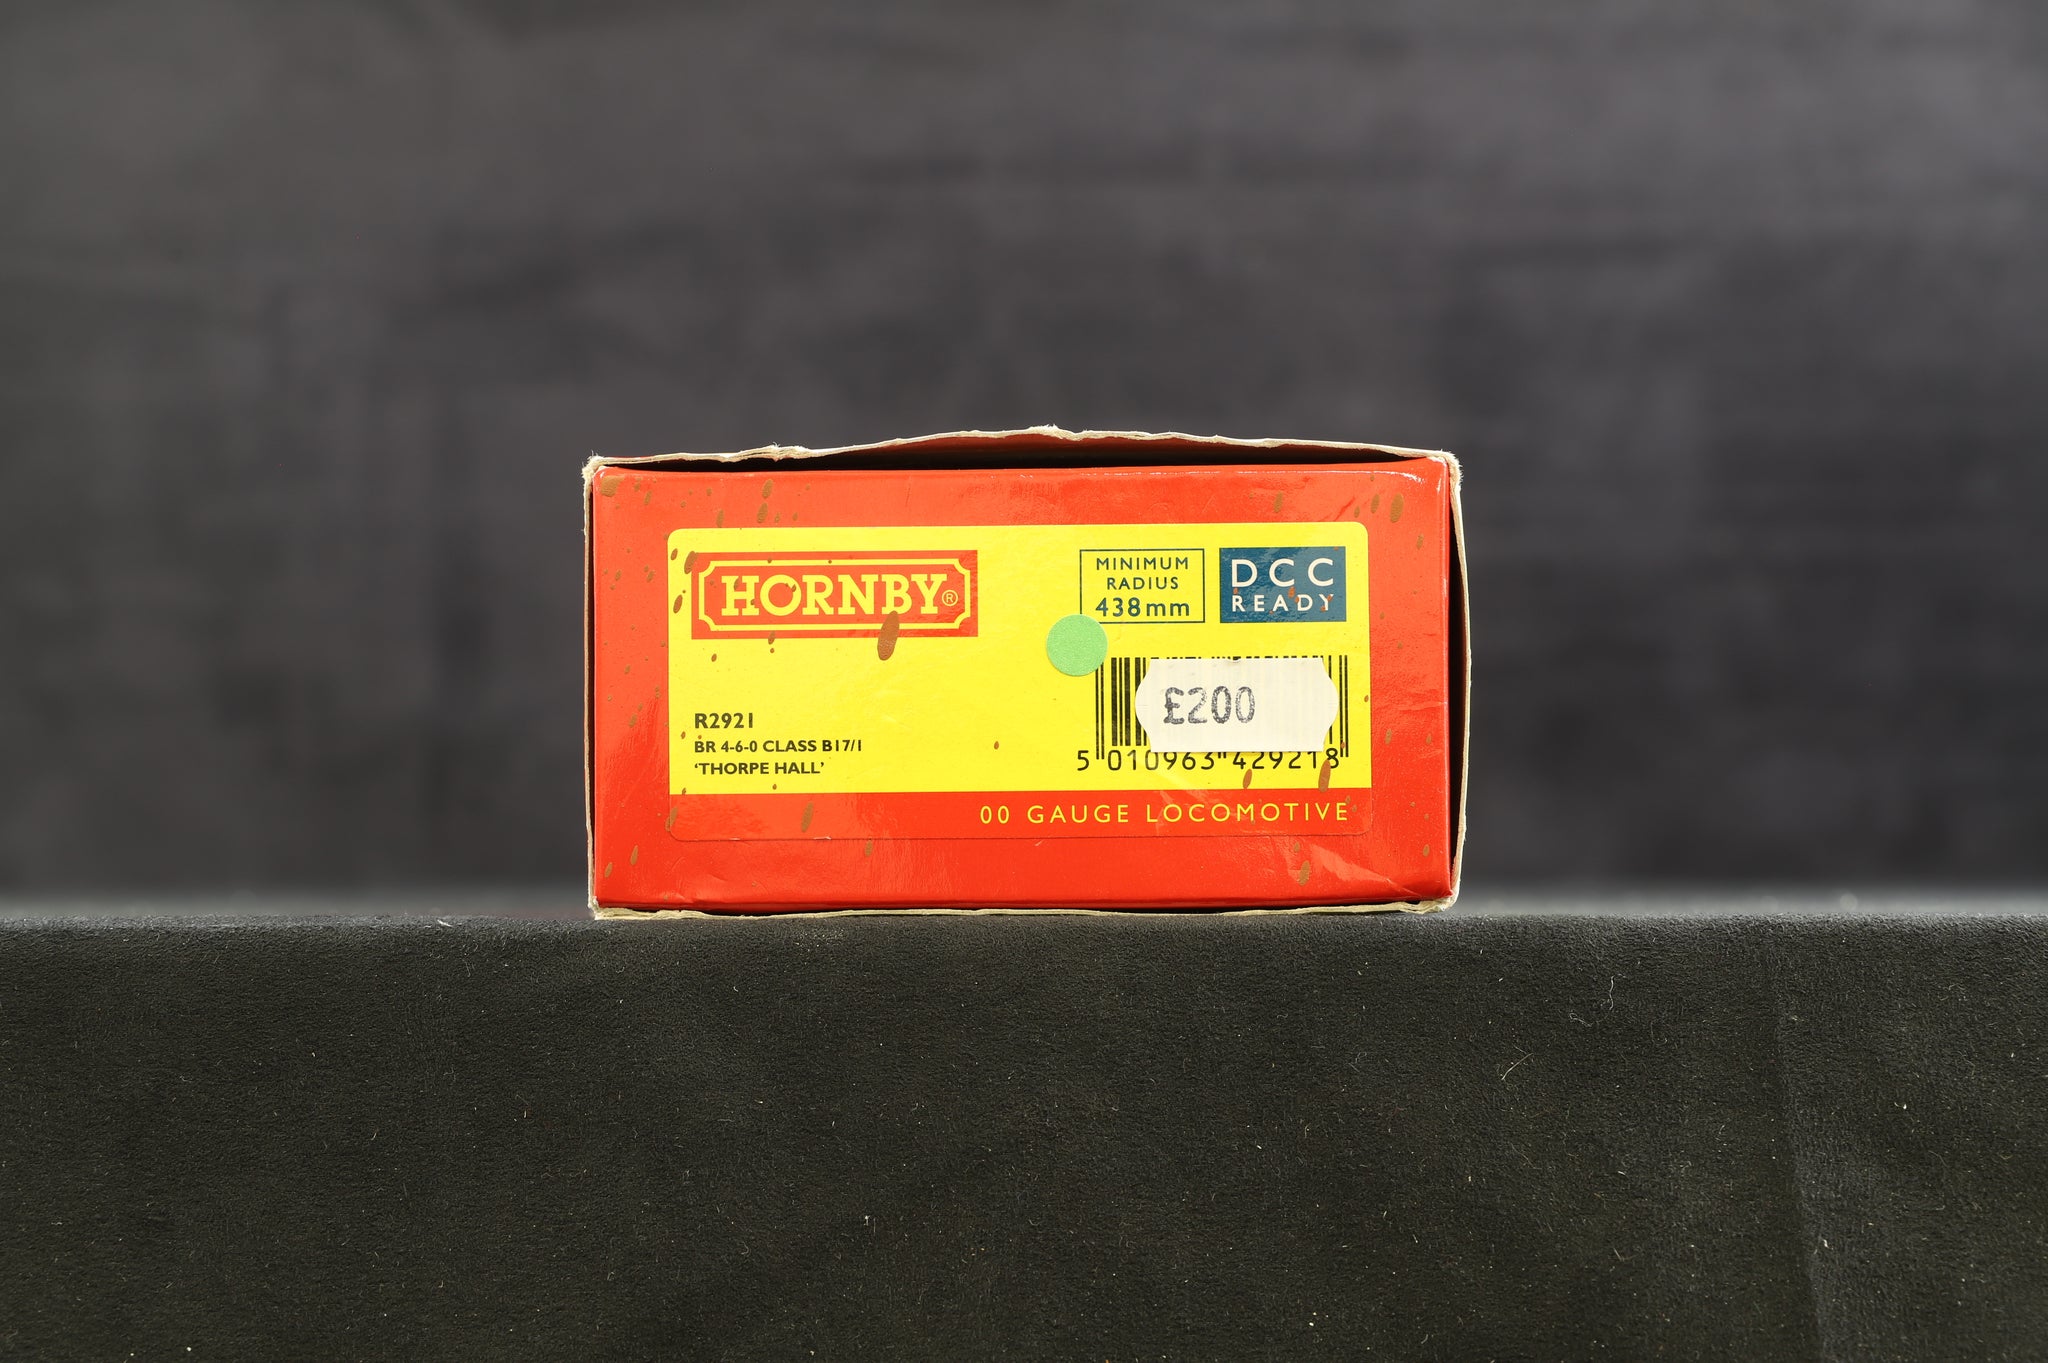 HORNBY®
MINIMUM
RADIUS
438mm
DCC
READY
£200
R2921
BR 4-6-0 CLASS B17/1
'THORPE HALL'
5 010963 429218
00 GAUGE LOCOMOTIVE